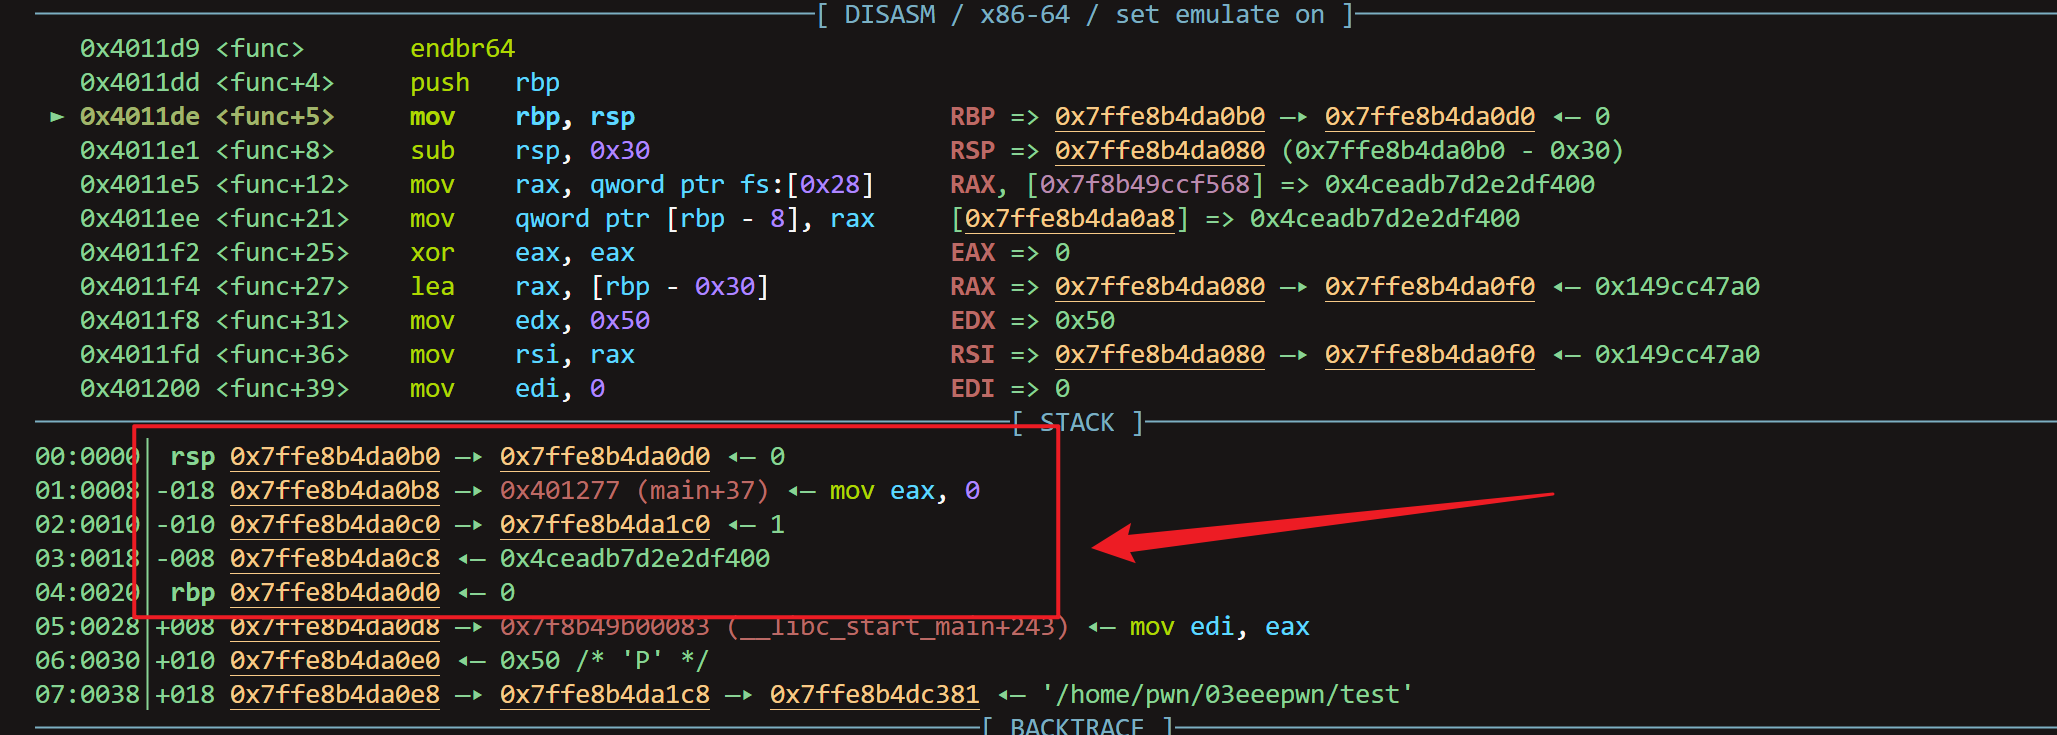 [ DISASM / x86-64 / set emulate on ]
0x4011d9 <func> endbr64
0x4011dd <func+4> push rbp
► 0x4011de <func+5> mov rbp, rsp RBP => 0x7ffe8b4da0b0 —▸ 0x7ffe8b4da0d0 ◂— 0
0x4011e1 <func+8> sub rsp, 0x30 RSP => 0x7ffe8b4da080 (0x7ffe8b4da0b0 - 0x30)
0x4011e5 <func+12> mov rax, qword ptr fs:[0x28] RAX, [0x7f8b49ccf568] => 0x4ceadb7d2e2df400
0x4011ee <func+21> mov qword ptr [rbp - 8], rax [0x7ffe8b4da0a8] => 0x4ceadb7d2e2df400
0x4011f2 <func+25> xor eax, eax EAX => 0
0x4011f4 <func+27> lea rax, [rbp - 0x30] RAX => 0x7ffe8b4da080 —▸ 0x7ffe8b4da0f0 ◂— 0x149cc47a0
0x4011f8 <func+31> mov edx, 0x50 EDX => 0x50
0x4011fd <func+36> mov rsi, rax RSI => 0x7ffe8b4da080 —▸ 0x7ffe8b4da0f0 ◂— 0x149cc47a0
0x401200 <func+39> mov edi, 0 EDI => 0
[ STACK ]
00:0000│ rsp 0x7ffe8b4da0b0 —▸ 0x7ffe8b4da0d0 ◂— 0
01:0008│-018 0x7ffe8b4da0b8 —▸ 0x401277 (main+37) ◂— mov eax, 0
02:0010│-010 0x7ffe8b4da0c0 —▸ 0x7ffe8b4da1c0 ◂— 1
03:0018│-008 0x7ffe8b4da0c8 ◂— 0x4ceadb7d2e2df400
04:0020│ rbp 0x7ffe8b4da0d0 ◂— 0
05:0028│+008 0x7ffe8b4da0d8 —▸ 0x7f8b49b00083 (__libc_start_main+243) ◂— mov edi, eax
06:0030│+010 0x7ffe8b4da0e0 ◂— 0x50 /* 'P' */
07:0038│+018 0x7ffe8b4da0e8 —▸ 0x7ffe8b4da1c8 —▸ 0x7ffe8b4dc381 ◂— '/home/pwn/03eeepwn/test'
[ BACKTRACE ]